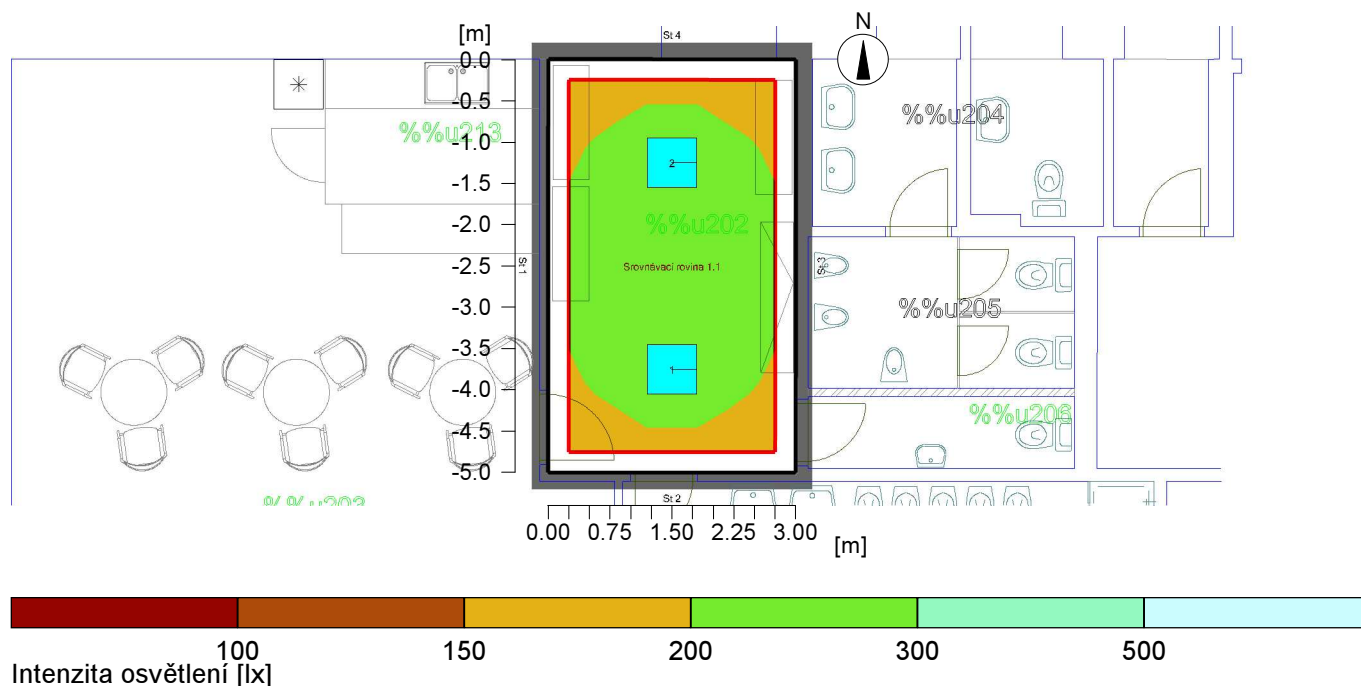 [m]
St 4
N
0.0
-0.5
%%u213
%%u204
-1.0
2
-1.5
-2.0
%%u202
-2.5
St 1
Srovnávací rovina 1.1
St 3
-3.0
%%u205
-3.5
1
-4.0
%%u206
-4.5
-5.0
%%u203
St 2
0.00 0.75 1.50 2.25 3.00
[m]
100 150 200 300 500
Intenzita osvětlení [lx]